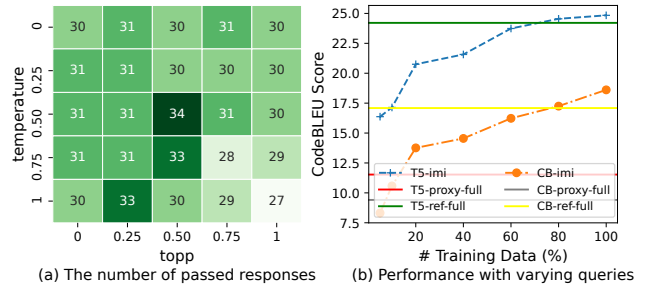 temperature
0 30 31 30 31 30
0.25 31 31 30 30 30
0.50 31 31 34 31 30
0.75 31 31 33 28 29
1 30 33 30 29 27
0 0.25 0.50 0.75 1
topp
(a) The number of passed responses
CodeBLEU Score
25.0
22.5
20.0
17.5
15.0
12.5
10.0
7.5
T5-imi CB-imi
T5-proxy-full CB-proxy-full
T5-ref-full CB-ref-full
0 20 40 60 80 100
# Training Data (%)
(b) Performance with varying queries